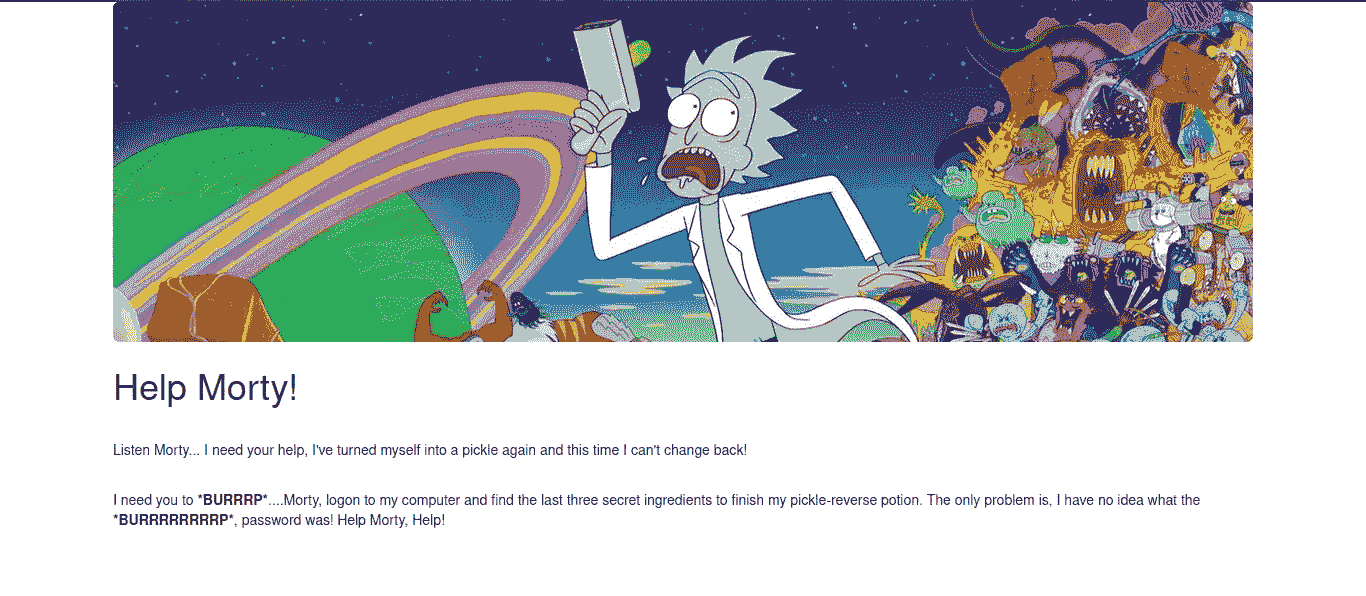 Help Morty!
Listen Morty... I need your help, I've turned myself into a pickle again and this time I can't change back!
I need you to *BURRRP*....Morty, logon to my computer and find the last three secret ingredients to finish my pickle-reverse potion. The only problem is, I have no idea what the
*BURRRRRRRRP*, password was! Help Morty, Help!